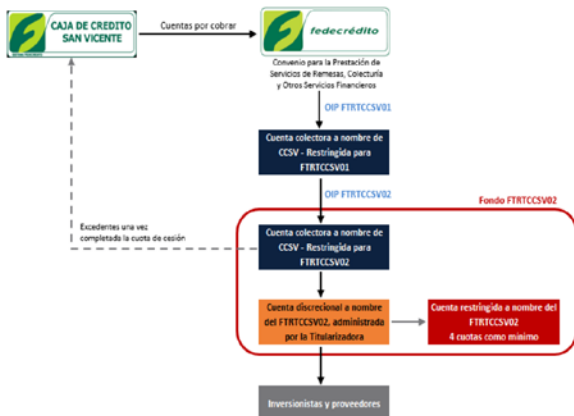 CAJA DE CREDITO
SAN VICENTE
Cuentas por cobrar
fedecrédito
Convenio para la Prestación de
Servicios de Remesas, Colecturía
y Otros Servicios Financieros
OIP FTRTCCSV01
Cuenta colectora a nombre de
CCSV - Restringida para
FTRTCCSV01
OIP FTRTCCSV02
Fondo FTRTCCSV02
Excedentes una vez
completada la cuota de cesión
Cuenta colectora a nombre de
CCSV - Restringida para
FTRTCCSV02
Cuenta discrecional a nombre
del FTRTCCSV02, administrada
por la Titularizadora
Cuenta restringida a nombre del
FTRTCCSV02
4 cuotas como mínimo
Inversionistas y proveedores